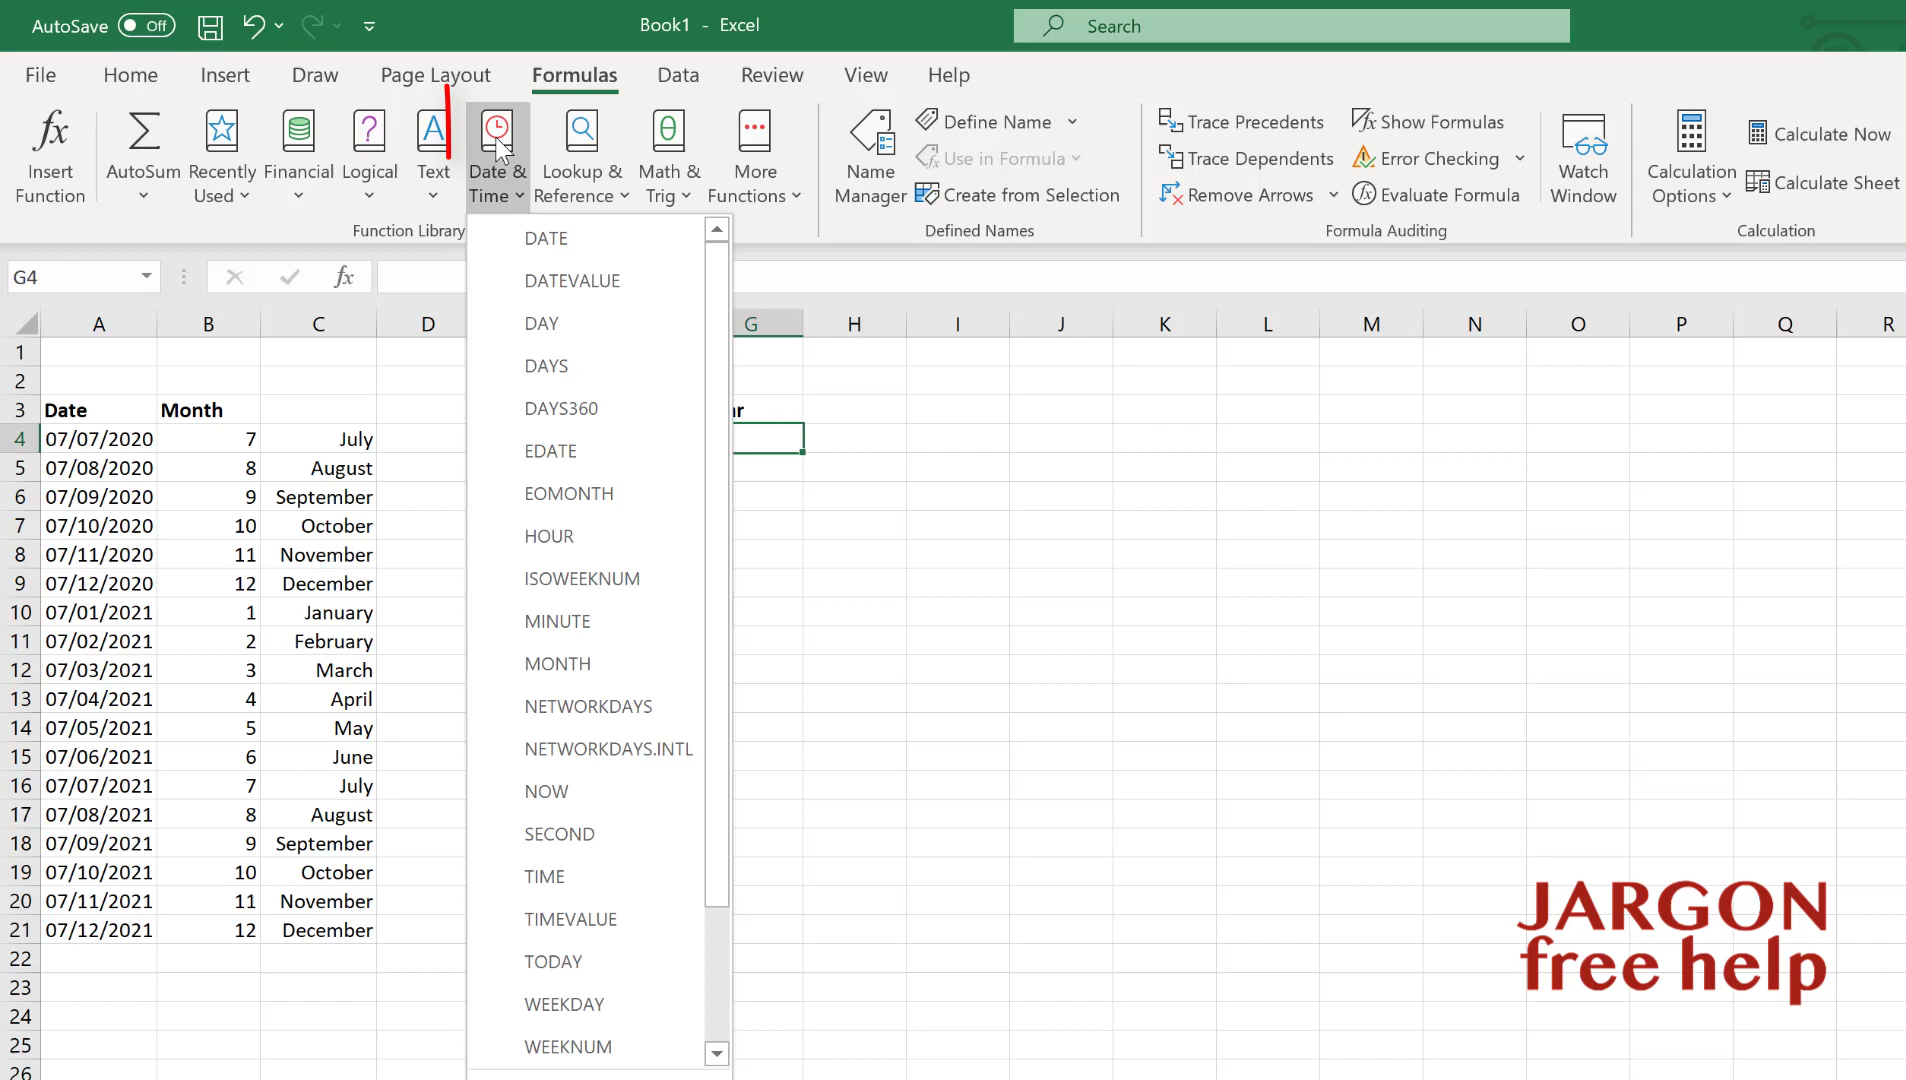 AutoSave Off Book1 - Excel Search
File Home Insert Draw Page Layout Formulas Data Review View Help
Insert Function
AutoSum
Recently Used
Financial
Logical
Text
Date & Time
Lookup & Reference
Math & Trig
More Functions
Function Library
Name Manager
Define Name
Use in Formula
Create from Selection
Defined Names
Trace Precedents
Trace Dependents
Remove Arrows
Show Formulas
Error Checking
Evaluate Formula
Formula Auditing
Watch Window
Calculation Options
Calculate Now
Calculate Sheet
Calculation
G4 fx
DATE
DATEVALUE
DAY
DAYS
DAYS360
EDATE
EOMONTH
HOUR
ISOWEEKNUM
MINUTE
MONTH
NETWORKDAYS
NETWORKDAYS.INTL
NOW
SECOND
TIME
TIMEVALUE
TODAY
WEEKDAY
WEEKNUM
A B C D G H I J K L M N O P Q R
1
2
3 Date Month ar
4 07/07/2020 7 July
5 07/08/2020 8 August
6 07/09/2020 9 September
7 07/10/2020 10 October
8 07/11/2020 11 November
9 07/12/2020 12 December
10 07/01/2021 1 January
11 07/02/2021 2 February
12 07/03/2021 3 March
13 07/04/2021 4 April
14 07/05/2021 5 May
15 07/06/2021 6 June
16 07/07/2021 7 July
17 07/08/2021 8 August
18 07/09/2021 9 September
19 07/10/2021 10 October
20 07/11/2021 11 November
21 07/12/2021 12 December
22
23
24
25
26
JARGON
free help